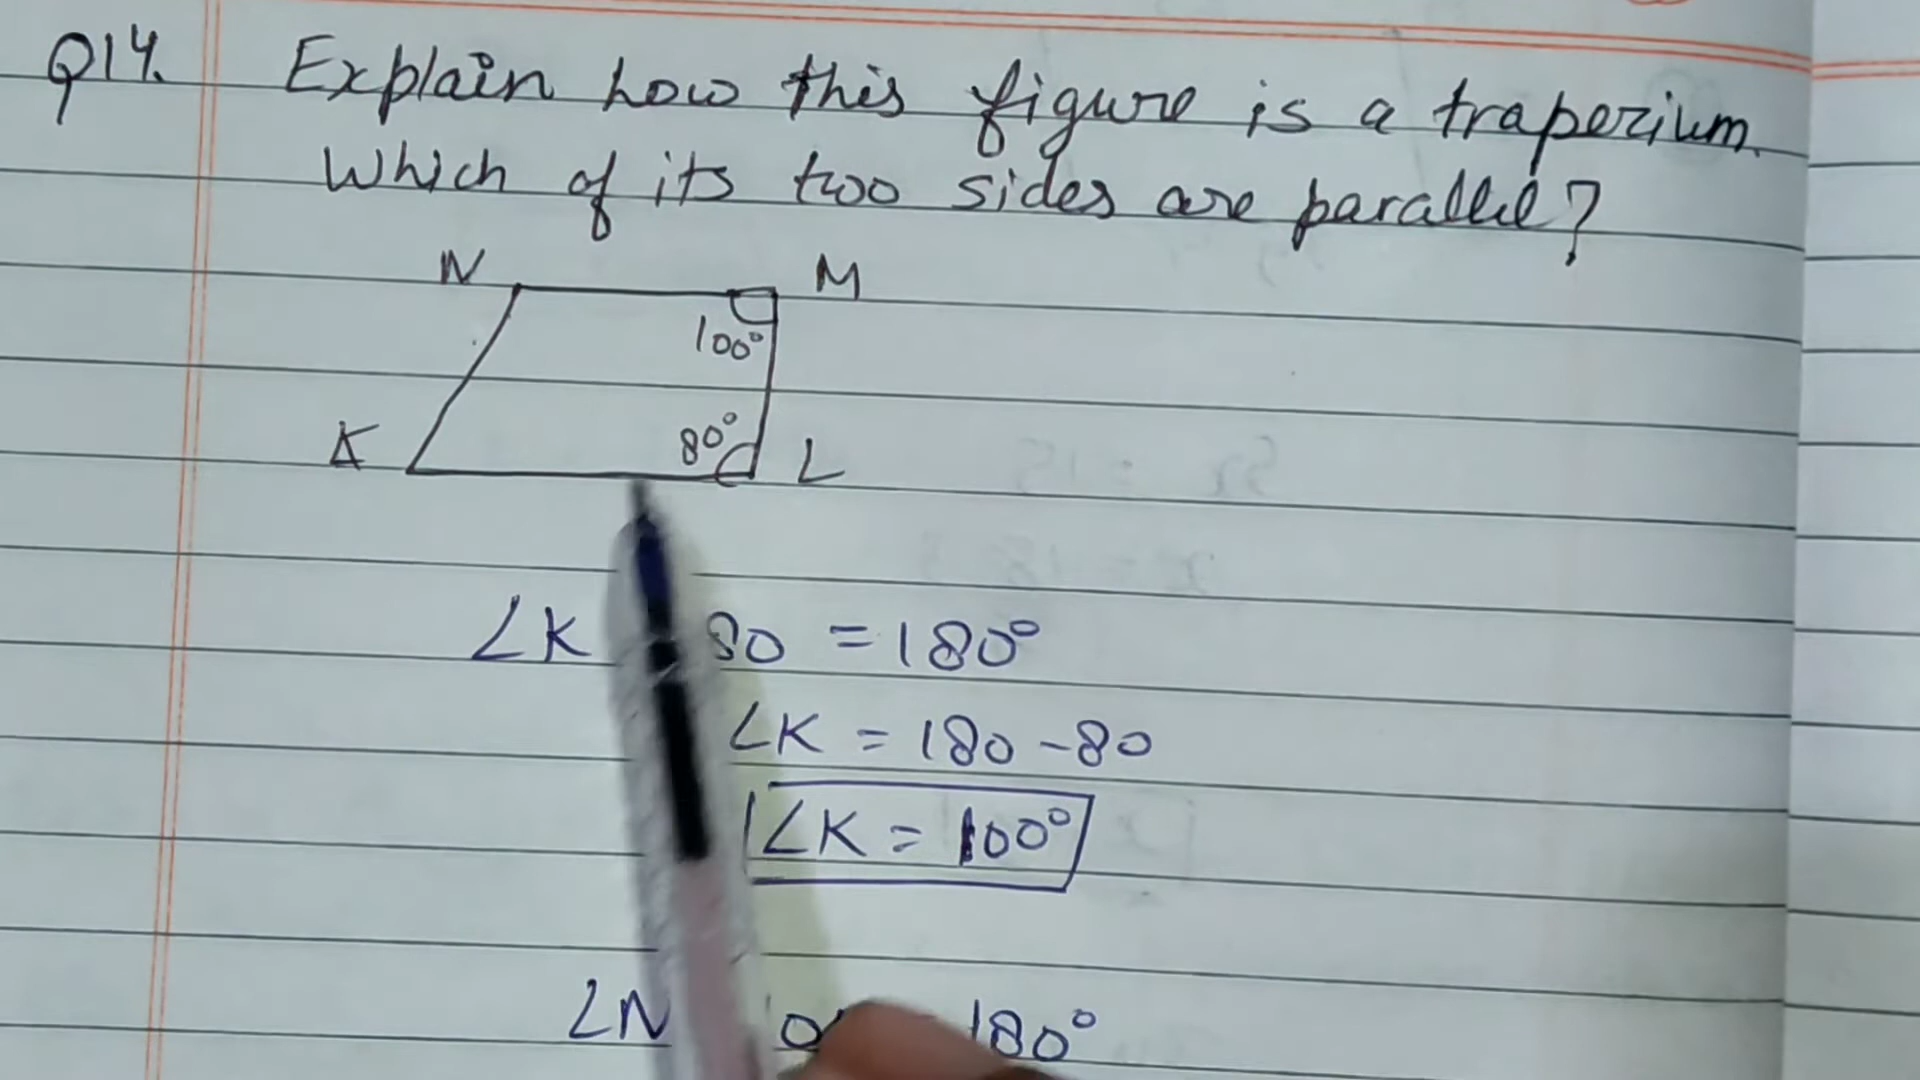 Q14. Explain how this figure is a traperium.
Which of its two sides are parallel?
N M
100°
80°
K L
∠K 80 = 180°
∠K = 180 - 80
∠K = 100°
∠N 180°